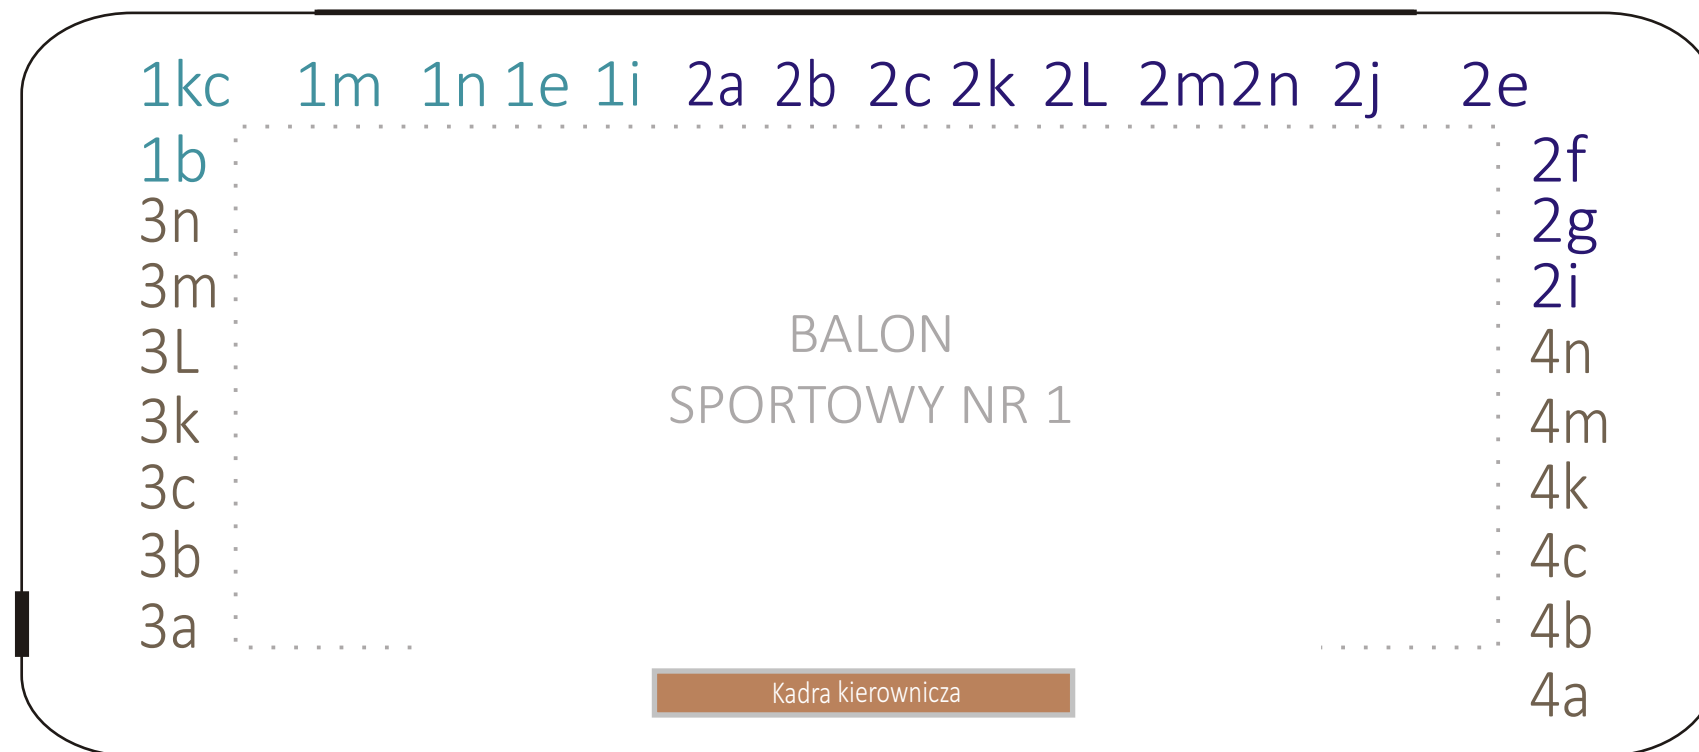 1kc 1m 1n 1e 1i 2a 2b 2c 2k 2L 2m 2n 2j 2e
1b 2f
3n 2g
3m 2i
BALON
3L 4n
SPORTOWY NR 1
3k 4m
3c 4k
3b 4c
3a 4b
Kadra kierownicza 4a